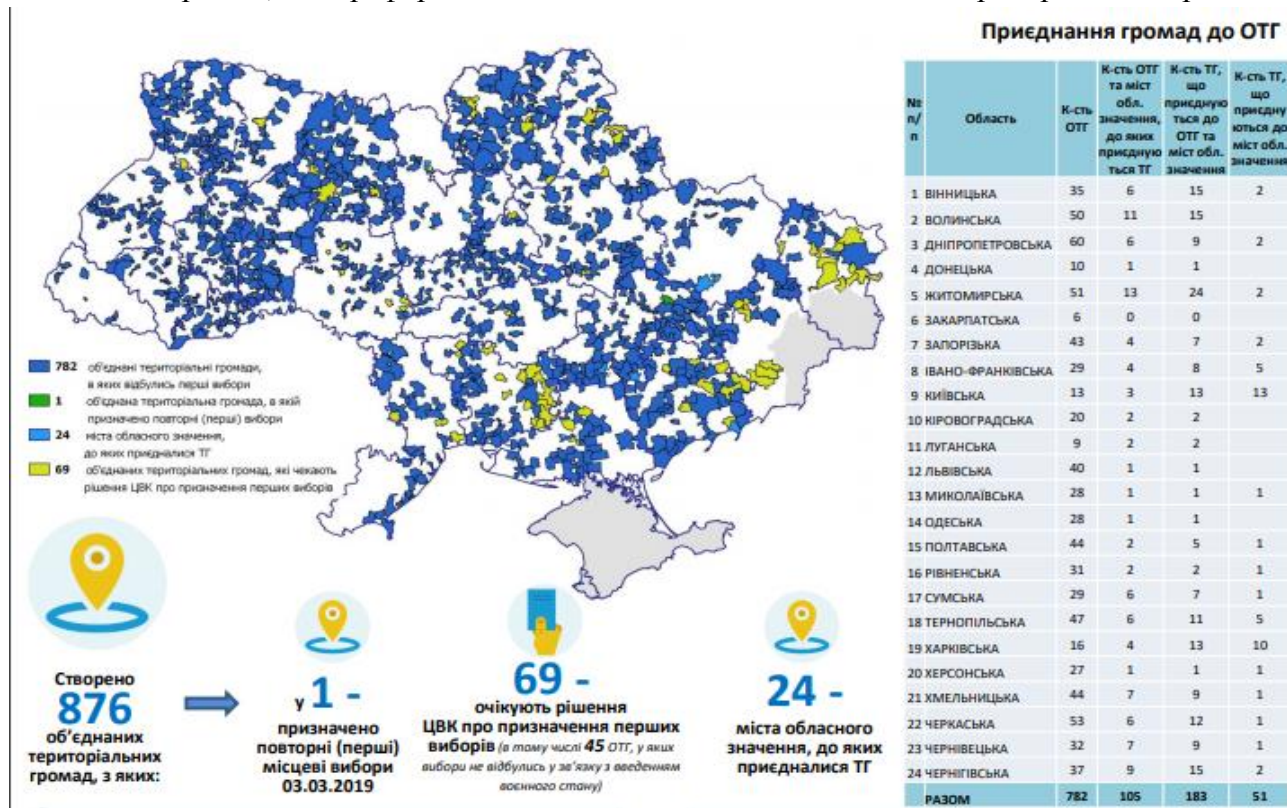 Приєднання громад до ОТГ
782 об'єднані територіальні громади,
в яких відбулись перші вибори
1 об'єднана територіальна громада, в якій
призначено повторні (перші) вибори
24 міста обласного значення,
до яких приєдналися ТГ
69 об'єднаних територіальних громад, які чекають
рішення ЦВК про призначення перших виборів
Створено
876
об’єднаних
територіальних
громад, з яких:
у 1 -
призначено
повторні (перші)
місцеві вибори
03.03.2019
69 -
очікують рішення
ЦВК про призначення перших
виборів (в тому числі 45 ОТГ, у яких
вибори не відбулись у зв’язку з введенням
воєнного стану)
24 -
міста обласного
значення, до яких
приєдналися ТГ
№ п/п Область К-сть ОТГ К-сть ОТГ та міст обл. значення, до яких приєднуються ТГ К-сть ТГ, що приєднуються до ОТГ та міст обл. значення К-сть ТГ, що приєднуються до міст обл. значення
1 ВІННИЦЬКА 35 6 15 2
2 ВОЛИНСЬКА 50 11 15
3 ДНІПРОПЕТРОВСЬКА 60 6 9 2
4 ДОНЕЦЬКА 10 1 1
5 ЖИТОМИРСЬКА 51 13 24 2
6 ЗАКАРПАТСЬКА 6 0 0
7 ЗАПОРІЗЬКА 43 4 7 2
8 ІВАНО-ФРАНКІВСЬКА 29 4 8 5
9 КИЇВСЬКА 13 3 13 13
10 КІРОВОГРАДСЬКА 20 2 2
11 ЛУГАНСЬКА 9 2 2
12 ЛЬВІВСЬКА 40 1 1
13 МИКОЛАЇВСЬКА 28 1 1 1
14 ОДЕСЬКА 28 1 1
15 ПОЛТАВСЬКА 44 2 5 1
16 РІВНЕНСЬКА 31 2 2 1
17 СУМСЬКА 29 6 7 1
18 ТЕРНОПІЛЬСЬКА 47 6 11 5
19 ХАРКІВСЬКА 16 4 13 10
20 ХЕРСОНСЬКА 27 1 1 1
21 ХМЕЛЬНИЦЬКА 44 7 9 1
22 ЧЕРКАСЬКА 53 6 12 1
23 ЧЕРНІВЕЦЬКА 32 7 9 1
24 ЧЕРНІГІВСЬКА 37 9 15 2
РАЗОМ 782 105 183 51